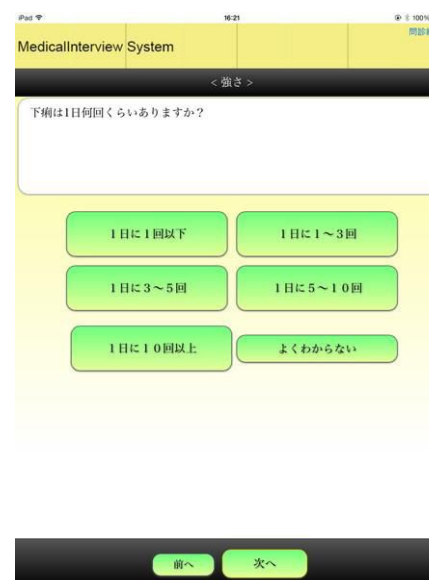 iPad 16:21 100%
MedicalInterview System
問診
＜強さ＞
下痢は1日何回くらいありますか？
１日に１回以下 １日に１～３回
１日に３～５回 １日に５～１０回
１日に１０回以上 よくわからない
前へ 次へ